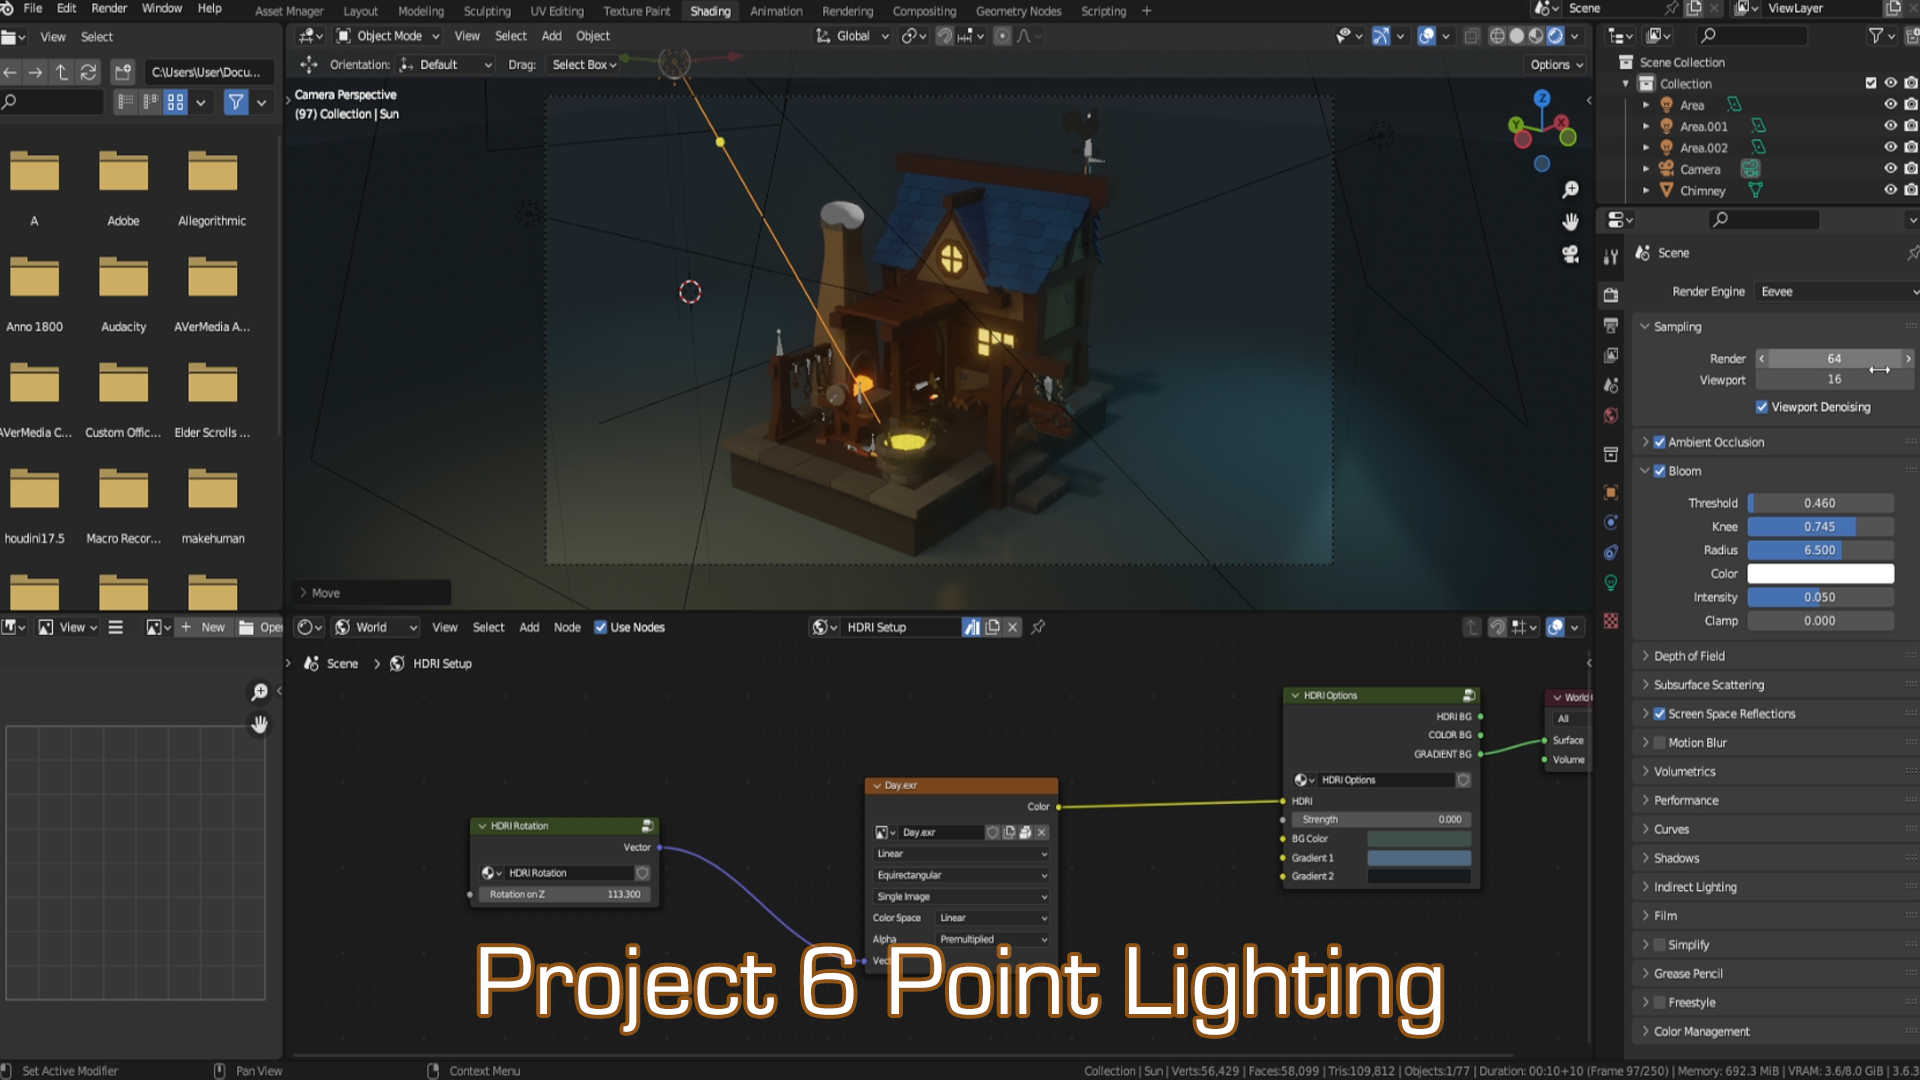 File Edit Render Window Help
Asset Mnager Layout Modeling Sculpting UV Editing Texture Paint Shading Animation Rendering Compositing Geometry Nodes Scripting +
Scene
ViewLayer
View Select
C:\Users\User\Docu...
A Adobe Allegorithmic
Anno 1800 Audacity AVerMedia A...
AVerMedia C... Custom Offic... Elder Scrolls ...
houdini17.5 Macro Recor... makehuman
Object Mode View Select Add Object
Global
Orientation: Default Drag: Select Box
Options
Camera Perspective
(97) Collection | Sun
X
Y
Z
Move
Scene Collection
Collection
Area
Area.001
Area.002
Camera
Chimney
Scene
Render Engine Eevee
Sampling
Render 64
Viewport 16
Viewport Denoising
Ambient Occlusion
Bloom
Threshold 0.460
Knee 0.745
Radius 6.500
Color
Intensity 0.050
Clamp 0.000
Depth of Field
Subsurface Scattering
Screen Space Reflections
Motion Blur
Volumetrics
Performance
Curves
Shadows
Indirect Lighting
Film
Simplify
Grease Pencil
Freestyle
Color Management
View + New Open
World View Select Add Node Use Nodes
HDRI Setup
Scene > HDRI Setup
HDRI Rotation
Vector
HDRI Rotation
Rotation on Z 113.300
Day.exr
Color
Day.exr
Linear
Equirectangular
Single Image
Color Space Linear
Alpha Premultiplied
HDRI Options
HDRI BG
COLOR BG
GRADIENT BG
HDRI Options
HDRI
Strength 0.000
BG Color
Gradient 1
Gradient 2
World
All
Surface
Volume
Project 6 Point Lighting
Set Active Modifier Pan View Context Menu
Collection | Sun | Verts:56,429 | Faces:58,099 | Tris:109,812 | Objects:1/77 | Duration: 00:10+10 (Frame 97/250) | Memory: 692.3 MiB | VRAM: 3.6/8.0 GiB | 3.6.3